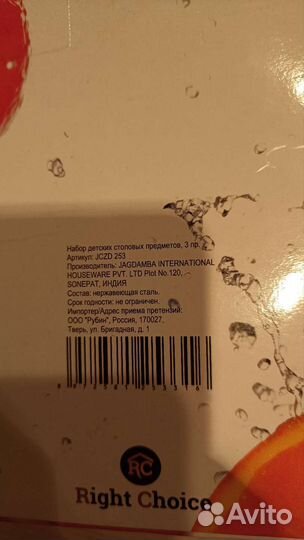 Набор детских столовых предметов, 3 пр.
Артикул: JCZD 253
Производитель: JAGDAMBA INTERNATIONAL
HOUSEWARE PVT. LTD Plot No.120,
SONEPAT, ИНДИЯ
Состав: нержавеющая сталь.
Срок годности: не ограничен.
Импортер/Адрес приема претензий:
ООО "Рубин", Россия, 170027,
Тверь, ул. Бригадная, д. 1
RC
Right Choice
Avito